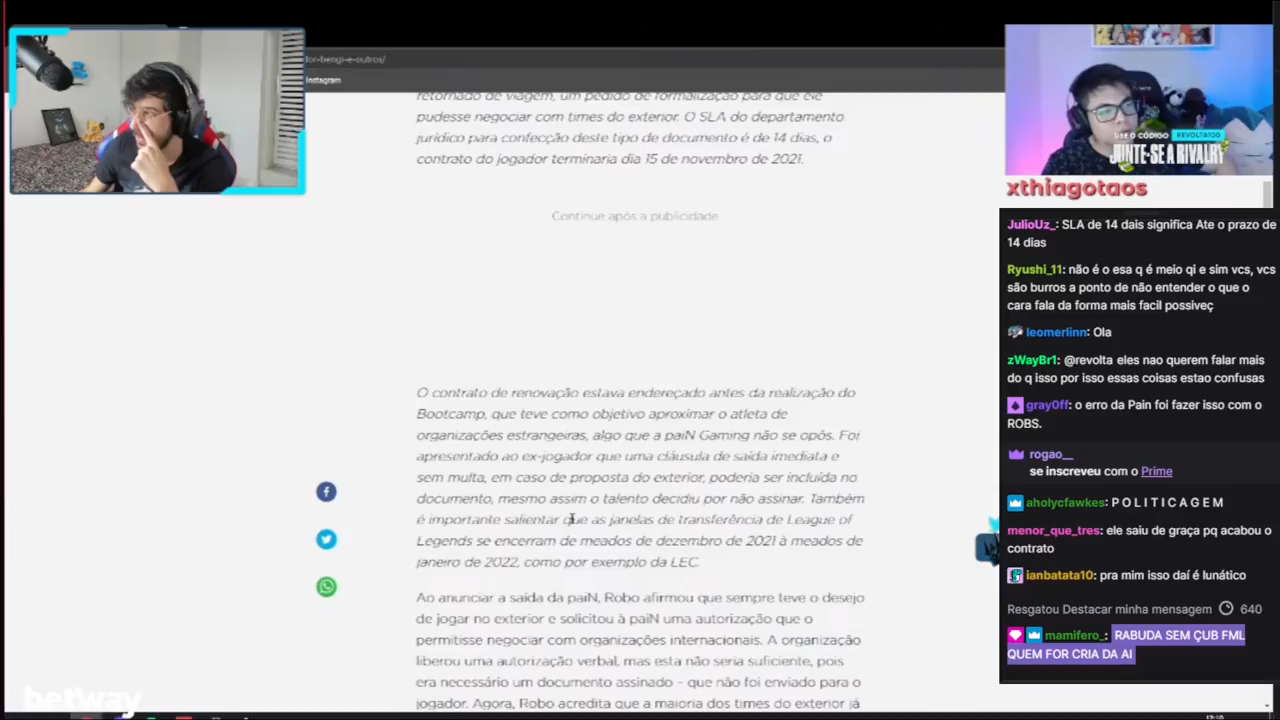 dor-bengi-e-outros/
Instagram
retornado de viagem, um pedido de formalização para que ele
pudesse negociar com times do exterior. O SLA do departamento
jurídico para confecção deste tipo de documento é de 14 dias, o
contrato do jogador terminaria dia 15 de novembro de 2021.
Continue após a publicidade
O contrato de renovação estava endereçado antes da realização do
Bootcamp, que teve como objetivo aproximar o atleta de
organizações estrangeiras, algo que a paiN Gaming não se opôs. Foi
apresentado ao ex-jogador que uma cláusula de saída imediata e
sem multa, em caso de proposta do exterior, poderia ser incluída no
documento, mesmo assim o talento decidiu por não assinar. Também
é importante salientar que as janelas de transferência de League of
Legends se encerram de meados de dezembro de 2021 à meados de
janeiro de 2022, como por exemplo da LEC.
Ao anunciar a saída da paiN, Robo afirmou que sempre teve o desejo
de jogar no exterior e solicitou à paiN uma autorização que o
permitisse negociar com organizações internacionais. A organização
liberou uma autorização verbal, mas esta não seria suficiente, pois
era necessário um documento assinado - que não foi enviado para o
jogador. Agora, Robo acredita que a maioria dos times do exterior já
betway
USE O CÓDIGO REVOLTA100
JUNTE-SE A RIVALRY
xthiagotaos
JulioUz_: SLA de 14 dais significa Ate o prazo de
14 dias
Ryushi_11: não é o esa q é meio qi e sim vcs, vcs
são burros a ponto de não entender o que o
cara fala da forma mais facil possiveç
leomerlinn: Ola
zWayBr1: @revolta eles nao querem falar mais
do q isso por isso essas coisas estao confusas
gray0ff: o erro da Pain foi fazer isso com o
ROBS.
rogao__
se inscreveu com o Prime
aholycfawkes: P O L I T I C A G E M
menor_que_tres: ele saiu de graça pq acabou o
contrato
ianbatata10: pra mim isso daí é lunático
Resgatou Destacar minha mensagem 640
mamifero_: RABUDA SEM ÇUB FML
QUEM FOR CRIA DA AI